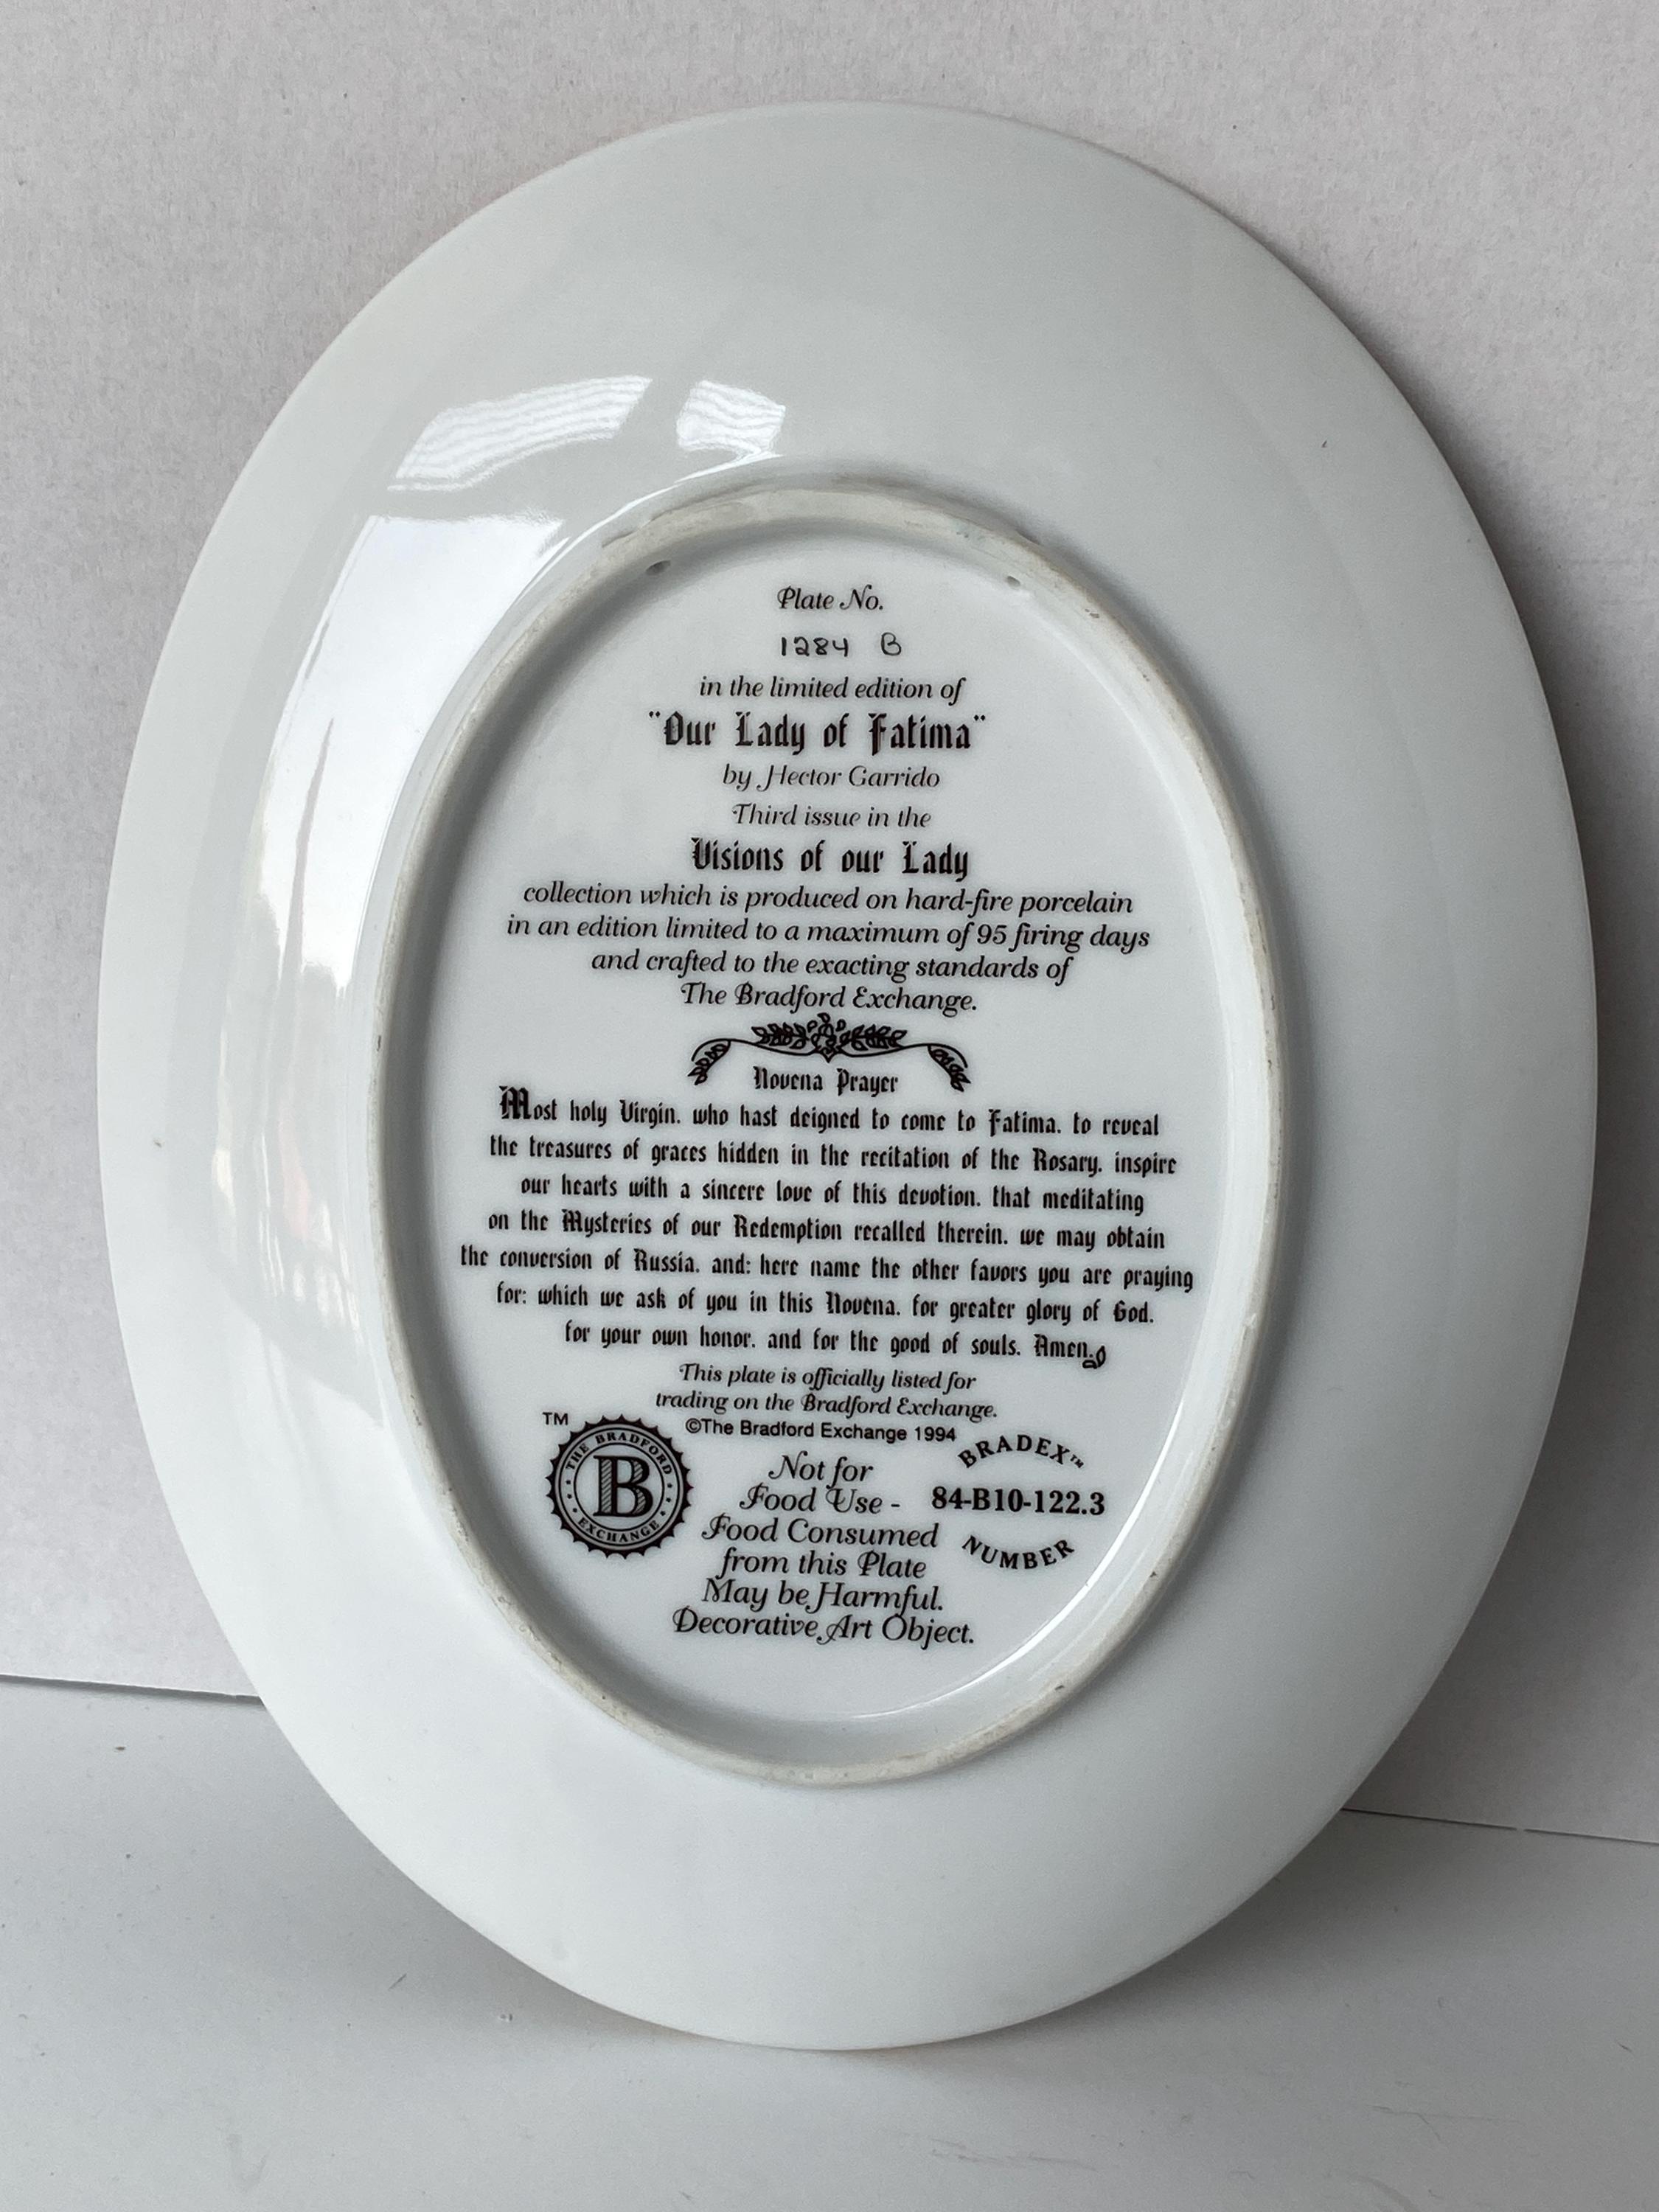 Plate No.
1284 B
in the limited edition of
"Our Lady of Fatima"
by Hector Garrido
Third issue in the
Visions of our Lady
collection which is produced on hard-fire porcelain
in an edition limited to a maximum of 95 firing days
and crafted to the exacting standards of
The Bradford Exchange.
Novena Prayer
Most holy Virgin, who hast deigned to come to Fatima, to reveal
the treasures of graces hidden in the recitation of the Rosary, inspire
our hearts with a sincere love of this devotion, that meditating
on the Mysteries of our Redemption recalled therein, we may obtain
the conversion of Russia, and: here name the other favors you are praying
for: which we ask of you in this Novena, for greater glory of God,
for your own honor, and for the good of souls. Amen.
This plate is officially listed for
trading on the Bradford Exchange.
©The Bradford Exchange 1994
TM
THE BRADFORD
B
EXCHANGE
Not for
Food Use -
Food Consumed
from this Plate
May be Harmful.
Decorative Art Object.
BRADEX™
84-B10-122.3
NUMBER